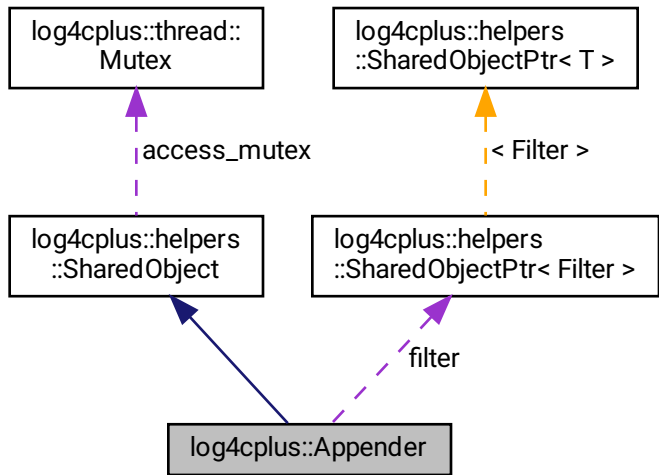 log4cplus::thread::
Mutex
log4cplus::helpers
::SharedObjectPtr< T >
access_mutex
< Filter >
log4cplus::helpers
::SharedObject
log4cplus::helpers
::SharedObjectPtr< Filter >
filter
log4cplus::Appender